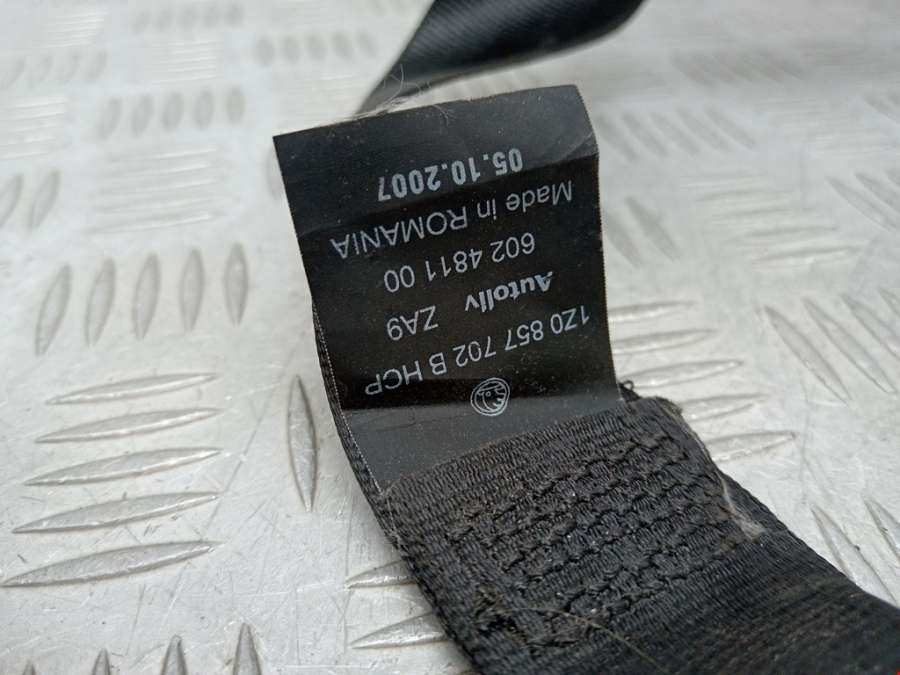 1Z0 857 702 B HCP
Autoliv ZA9
602 4811 00
Made in ROMANIA
05.10.2007